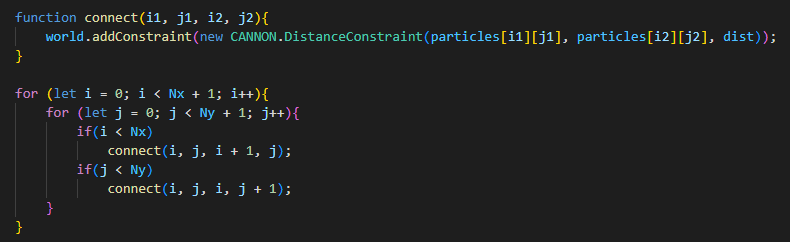 function connect(i1, j1, i2, j2){
    world.addConstraint(new CANNON.DistanceConstraint(particles[i1][j1], particles[i2][j2], dist));
}
for (let i = 0; i < Nx + 1; i++){
    for (let j = 0; j < Ny + 1; j++){
        if(i < Nx)
            connect(i, j, i + 1, j);
        if(j < Ny)
            connect(i, j, i, j + 1);
    }
}